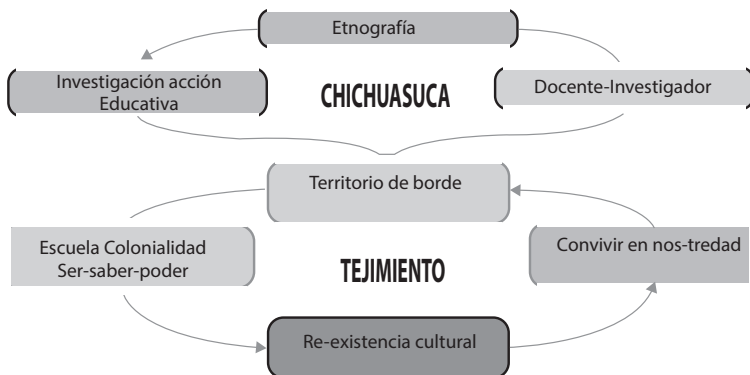 Etnografía
Investigación acción
Educativa
CHICHUASUCA
Docente-Investigador
Territorio de borde
Escuela Colonialidad
Ser-saber-poder
TEJIMIENTO
Convivir en nos-tredad
Re-existencia cultural